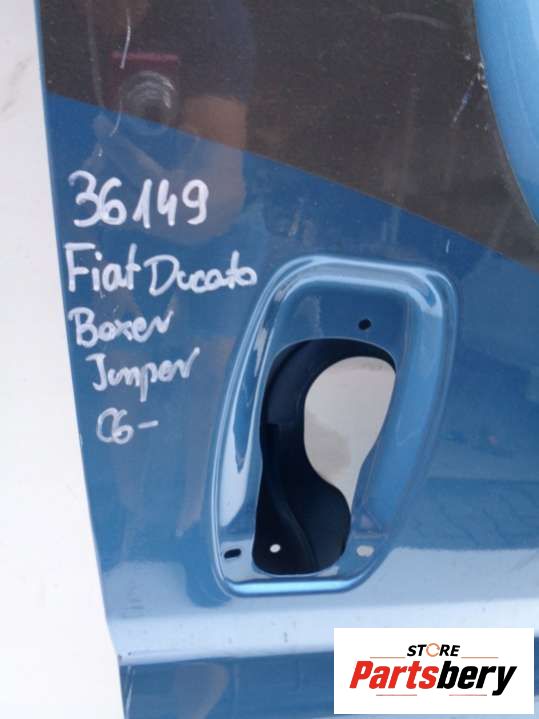 36149
Fiat Ducato
Boxer
Jumper
06-
STORE
Partsbery